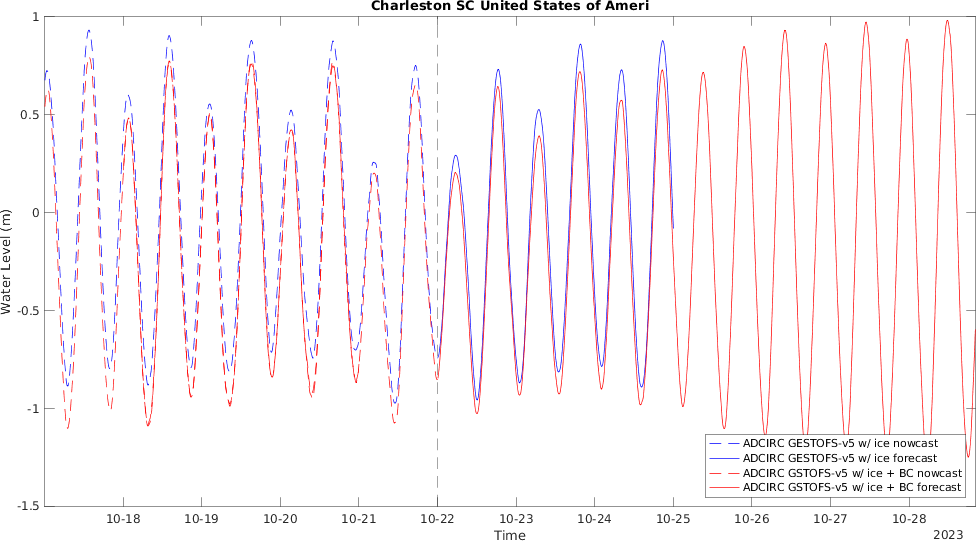 Charleston SC United States of Ameri
1
0.5
0
-0.5
-1
-1.5
Water Level (m)
ADCIRC GESTOFS-v5 w/ ice nowcast
ADCIRC GESTOFS-v5 w/ ice forecast
ADCIRC GSTOFS-v5 w/ ice + BC nowcast
ADCIRC GSTOFS-v5 w/ ice + BC forecast
10-18 10-19 10-20 10-21 10-22 10-23 10-24 10-25 10-26 10-27 10-28
Time
2023